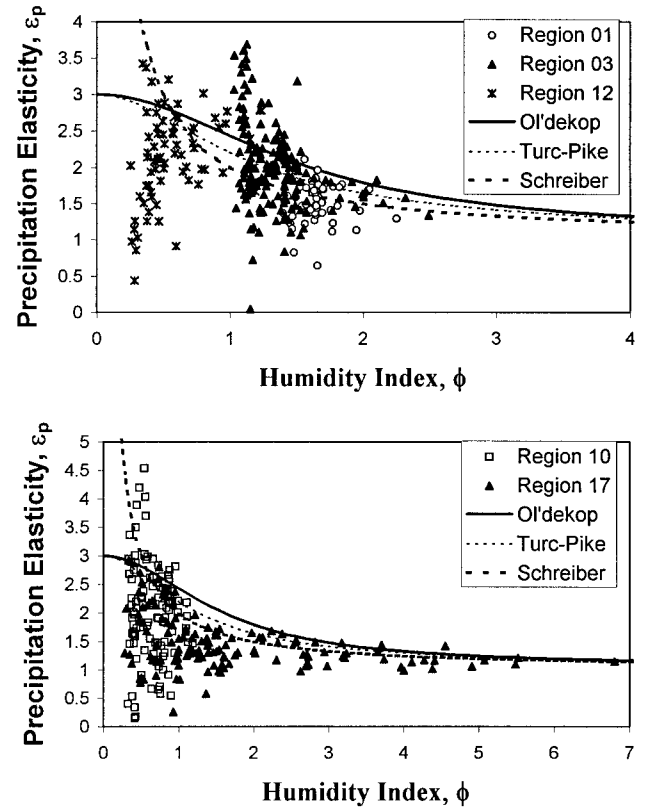 Precipitation Elasticity, εp
4
3.5
3
2.5
2
1.5
1
0.5
0
0 1 2 3 4
Humidity Index, ϕ
Region 01
Region 03
Region 12
Ol'dekop
Turc-Pike
Schreiber
Precipitation Elasticity, εp
5
4.5
4
3.5
3
2.5
2
1.5
1
0.5
0
0 1 2 3 4 5 6 7
Humidity Index, ϕ
Region 10
Region 17
Ol'dekop
Turc-Pike
Schreiber